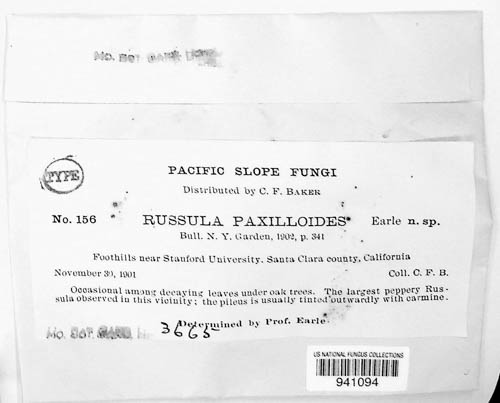 MO. BOT. GARD.
TYPE
PACIFIC SLOPE FUNGI
Distributed by C. F. BAKER
No. 156 RUSSULA PAXILLOIDES Earle n. sp.
Bull. N. Y. Garden, 1902, p. 341
Foothills near Stanford University, Santa Clara county, California
November 30, 1901 Coll. C. F. B.
Occasional among decaying leaves under oak trees. The largest peppery Rus-
sula observed in this vicinity; the pileus is usually tinted outwardly with carmine.
Determined by Prof. Earle.
MO. BOT. GARD. 3665
US NATIONAL FUNGUS COLLECTIONS
941094